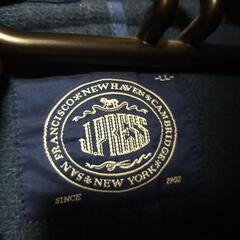 -LL-
SAN FRANCISCO★NEW HAVEN★CAMBRIDGE★NEW YORK★
J.PRESS
SINCE 1902